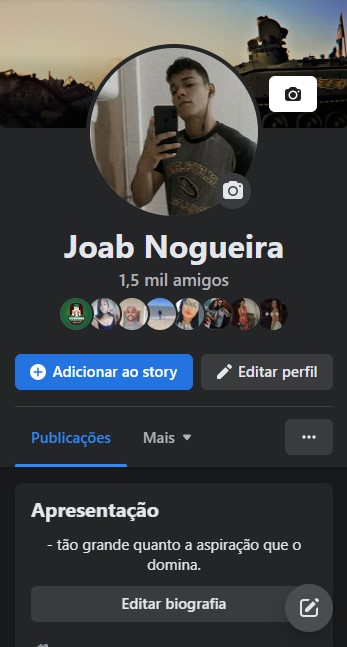 Joab Nogueira
1,5 mil amigos
Adicionar ao story
Editar perfil
Publicações
Mais
Apresentação
- tão grande quanto a aspiração que o
domina.
Editar biografia